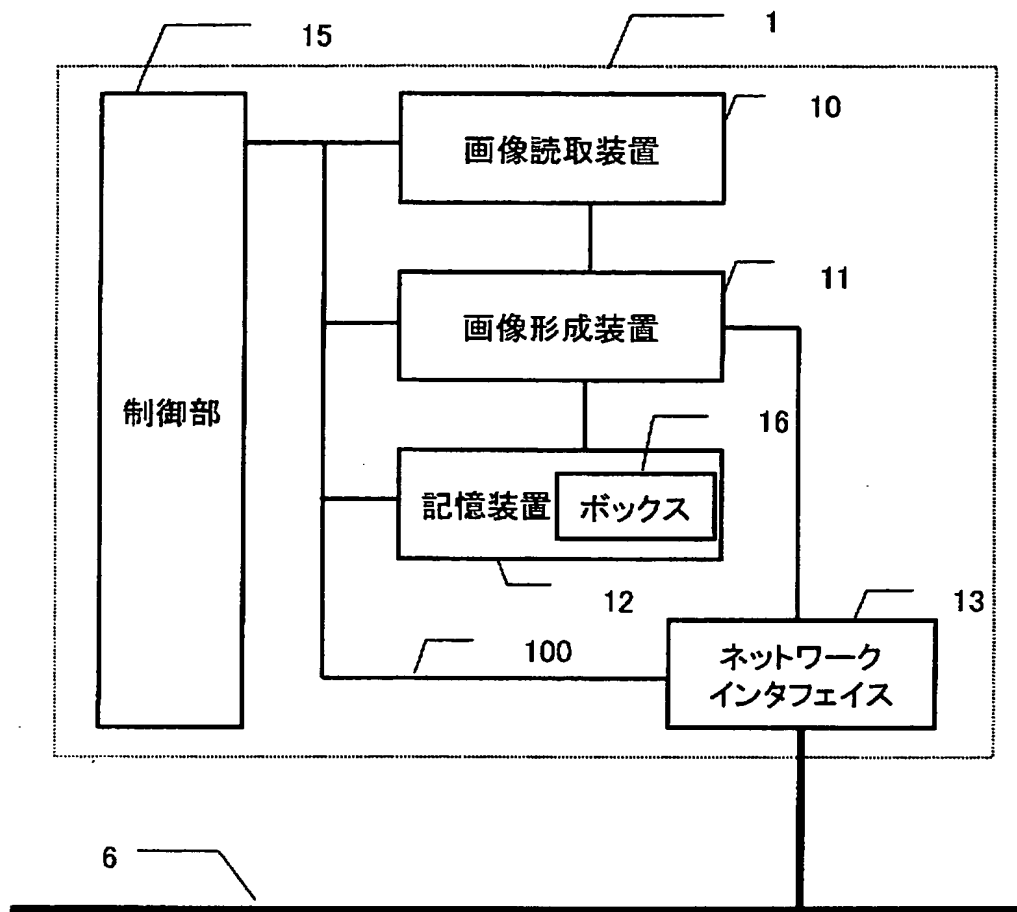 15
1
10
画像読取装置
11
画像形成装置
制御部
16
記憶装置
ボックス
12
13
100
ネットワーク
インタフェイス
6